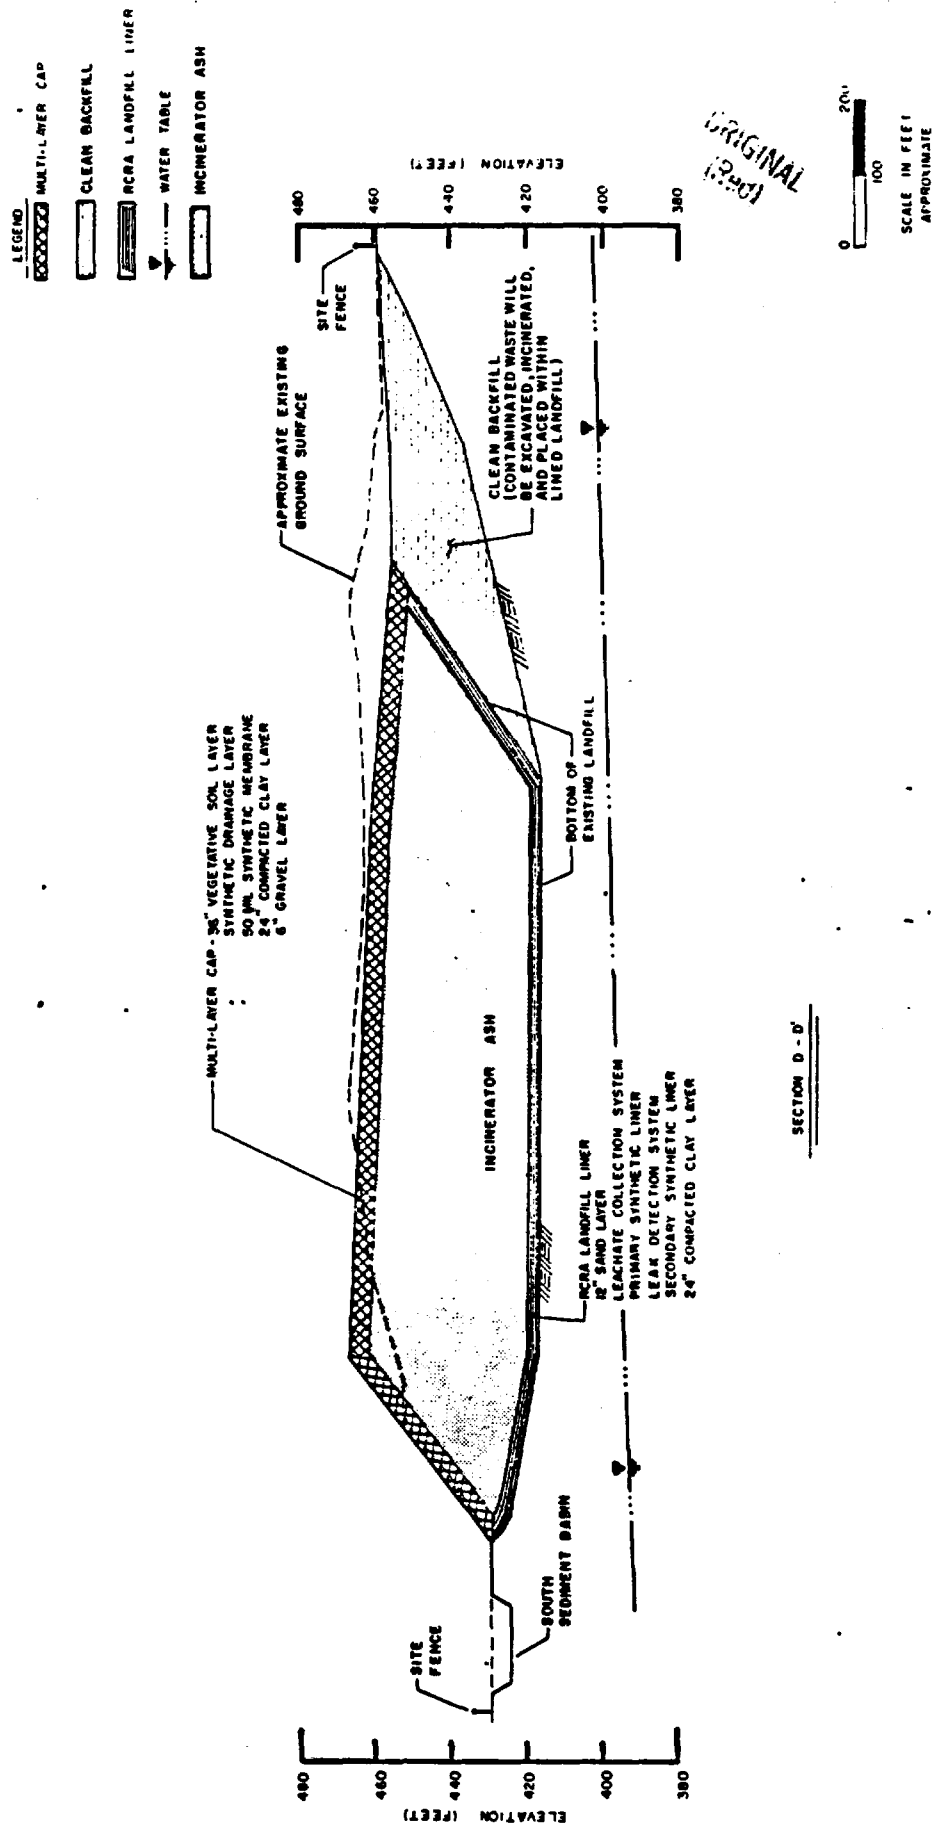 LEGEND
MULTI-LAYER CAP
CLEAN BACKFILL
RCRA LANDFILL LINER
WATER TABLE
INCINERATOR ASH
ELEVATION (FEET)
480
460
440
420
400
380
SITE
FENCE
APPROXIMATE EXISTING
GROUND SURFACE
CLEAN BACKFILL
(CONTAMINATED WASTE WILL
BE EXCAVATED, INCINERATED,
AND PLACED WITHIN
LINED LANDFILL)
ORIGINAL
(Red)
0
100
200
SCALE IN FEET
APPROXIMATE
MULTI-LAYER CAP - 36" VEGETATIVE SOIL LAYER
SYNTHETIC DRAINAGE LAYER
50 MIL SYNTHETIC MEMBRANE
24" COMPACTED CLAY LAYER
6" GRAVEL LAYER
BOTTOM OF
EXISTING LANDFILL
INCINERATOR ASH
RCRA LANDFILL LINER
12" SAND LAYER
LEACHATE COLLECTION SYSTEM
PRIMARY SYNTHETIC LINER
LEAK DETECTION SYSTEM
SECONDARY SYNTHETIC LINER
24" COMPACTED CLAY LAYER
SECTION D-D'
SOUTH
SEDIMENT BASIN
SITE
FENCE
480
460
440
420
400
380
ELEVATION (FEET)